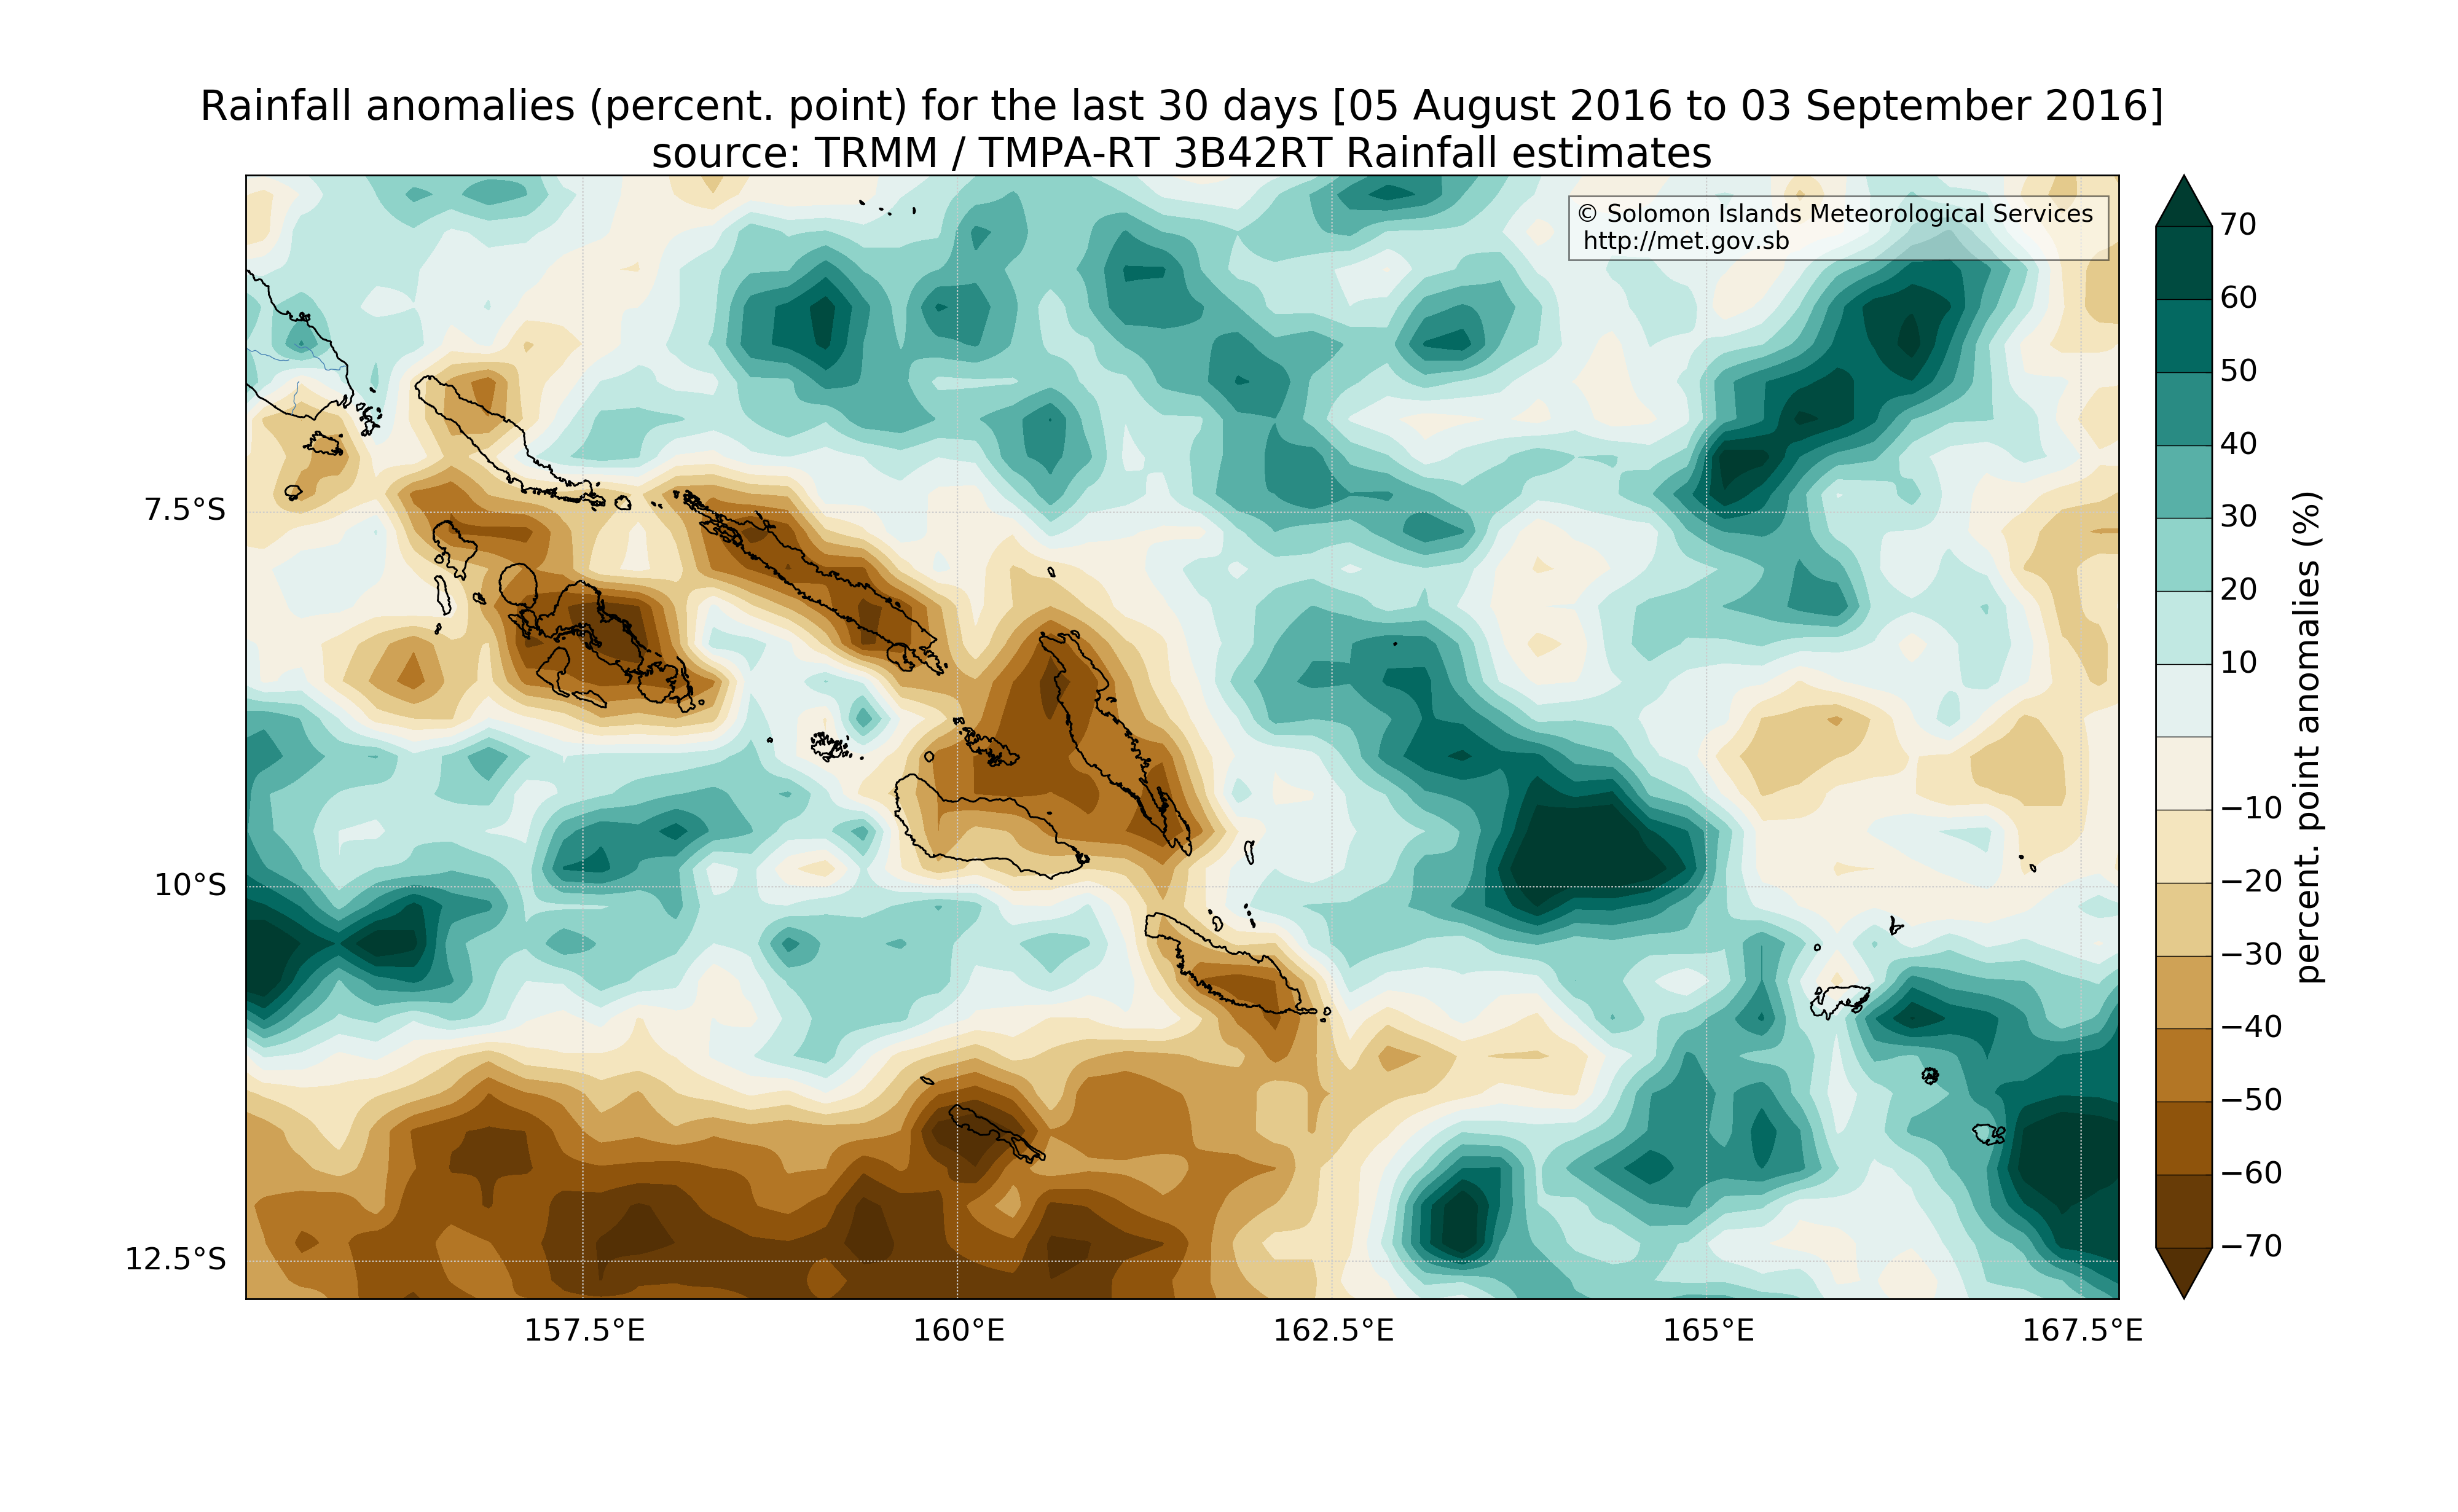 Rainfall anomalies (percent. point) for the last 30 days [05 August 2016 to 03 September 2016]
source: TRMM / TMPA-RT 3B42RT Rainfall estimates
© Solomon Islands Meteorological Services
http://met.gov.sb
7.5°S
10°S
12.5°S
157.5°E
160°E
162.5°E
165°E
167.5°E
70
60
50
40
30
20
10
−10
−20
−30
−40
−50
−60
−70
percent. point anomalies (%)